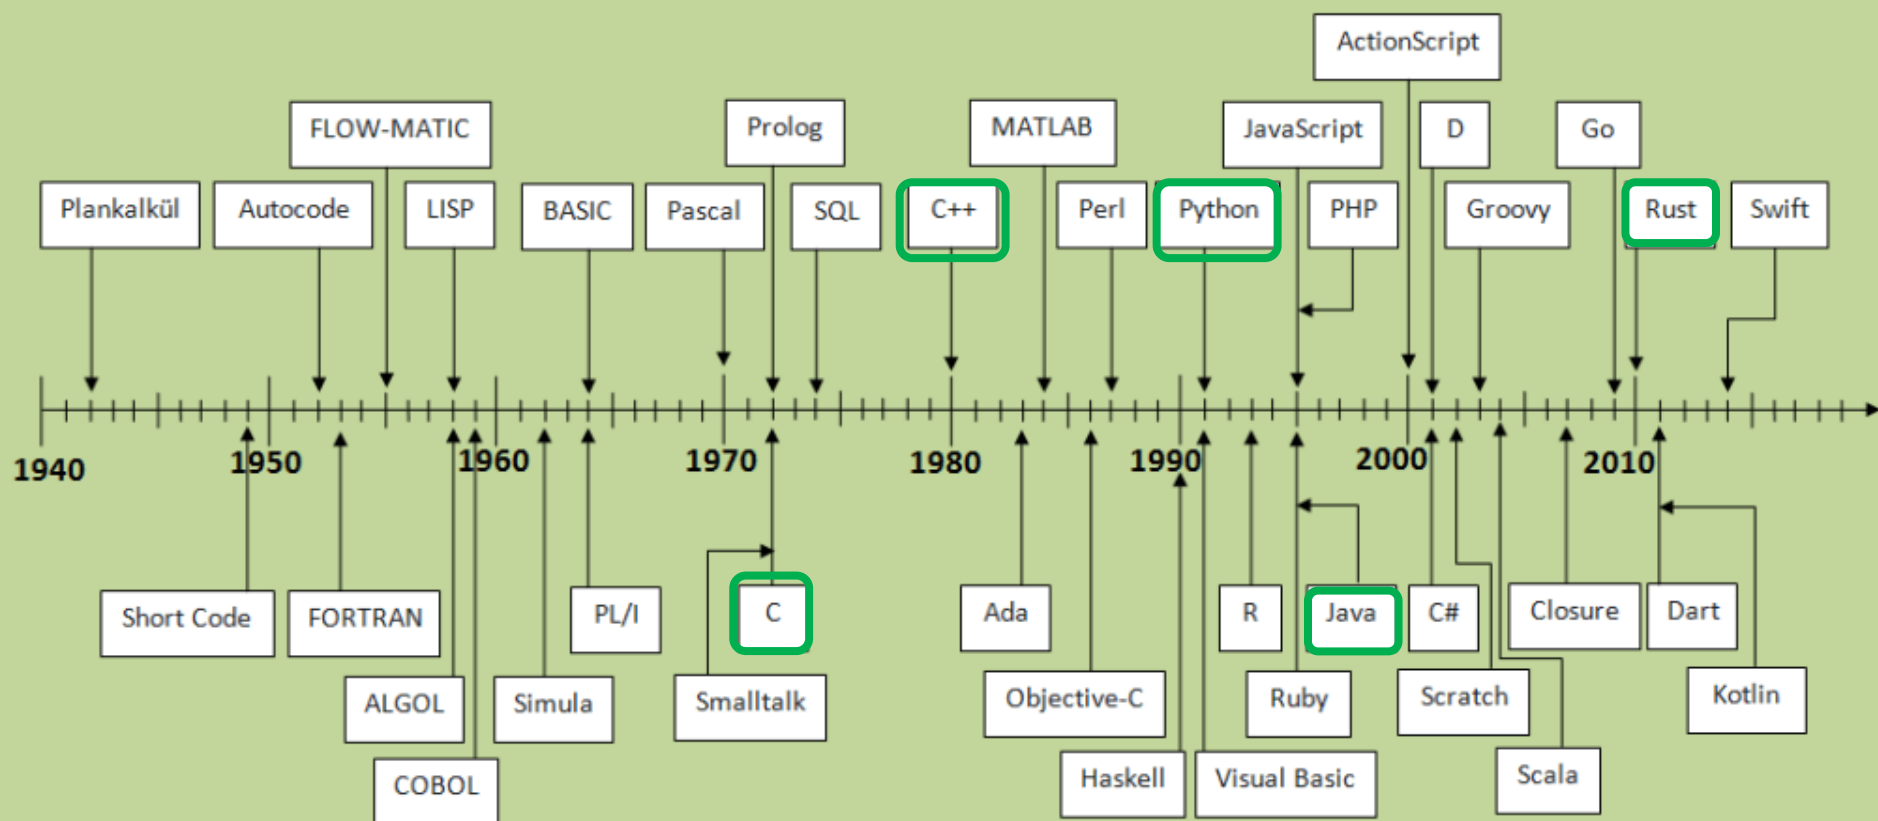 ActionScript
FLOW-MATIC
Prolog
MATLAB
JavaScript
D
Go
Plankalkül
Autocode
LISP
BASIC
Pascal
SQL
C++
Perl
Python
PHP
Groovy
Rust
Swift
1940
1950
1960
1970
1980
1990
2000
2010
Short Code
FORTRAN
PL/I
C
Ada
R
Java
C#
Closure
Dart
ALGOL
Simula
Smalltalk
Objective-C
Ruby
Scratch
Kotlin
COBOL
Haskell
Visual Basic
Scala